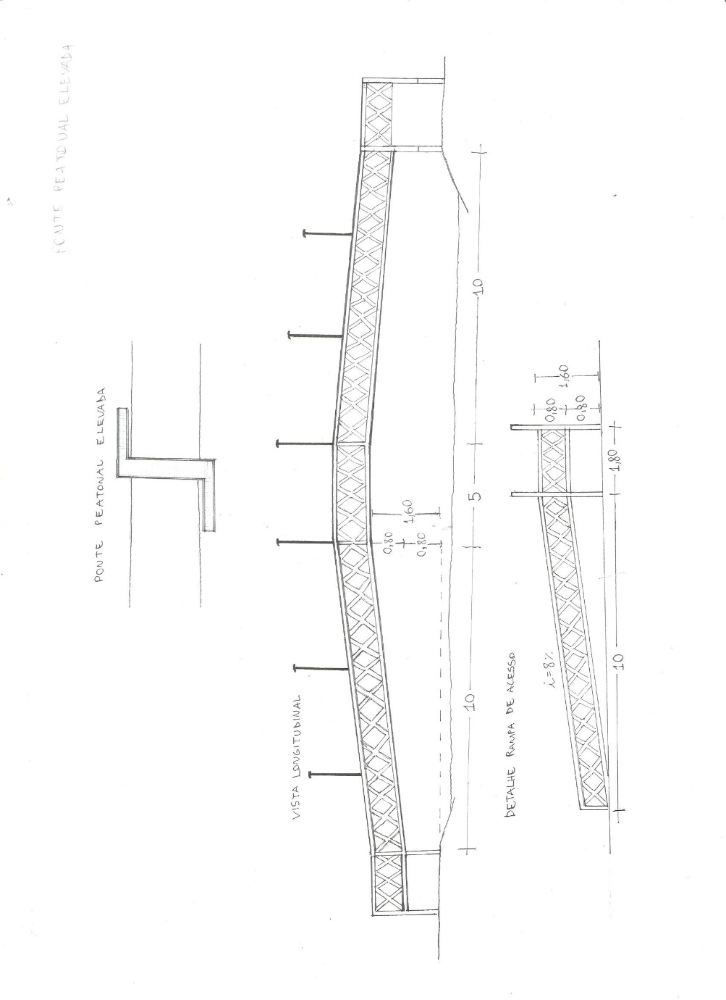 PONTE PEATONAL ELEVADA
PONTE PEATONAL ELEVADA
VISTA LONGITUDINAL
0,80
0,80
1,60
10
5
10
DETALHE RAMPA DE ACESSO
i=8%
0,80
0,80
1,60
10
1,80